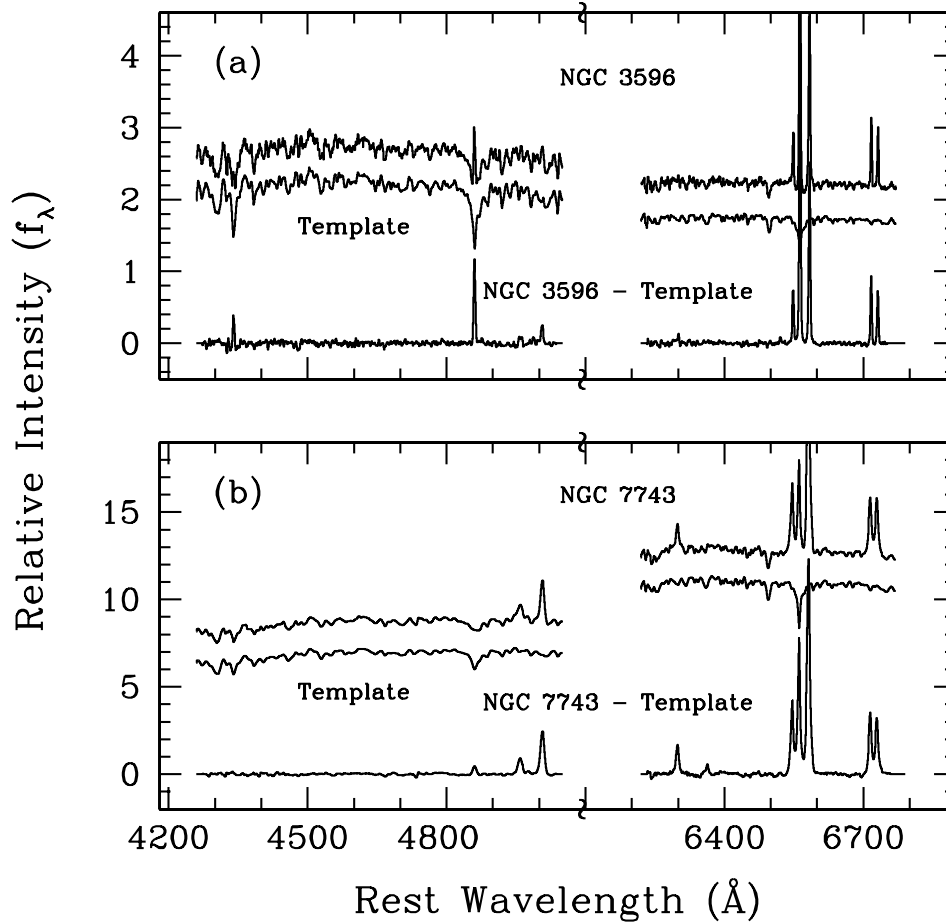 4
3
2
1
0
(a)
NGC 3596
Template
NGC 3596 − Template
Relative Intensity (fλ)
15
10
5
0
(b)
NGC 7743
Template
NGC 7743 − Template
4200 4500 4800 6400 6700
Rest Wavelength (Å)